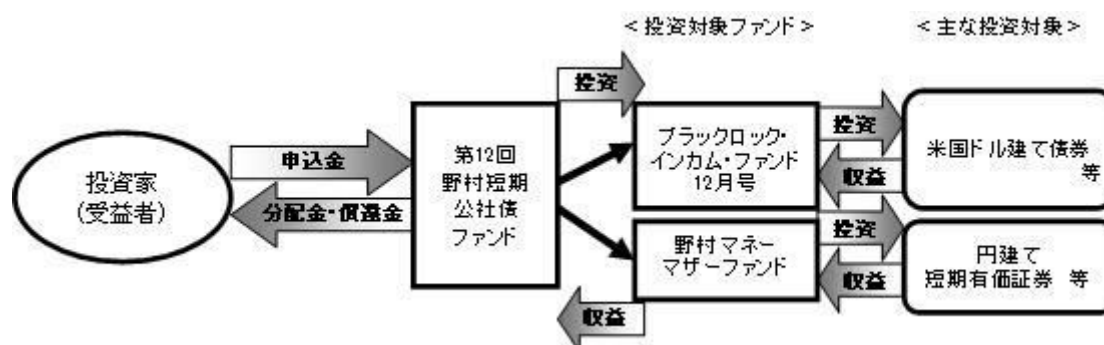 ＜投資対象ファンド＞
＜主な投資対象＞
投資
投資家
(受益者)
申込金
分配金・償還金
第12回
野村短期
公社債
ファンド
ブラックロック・
インカム・ファンド
12月号
投資
収益
米国ドル建て債券
等
野村マネー
マザーファンド
投資
収益
円建て
短期有価証券　等
収益